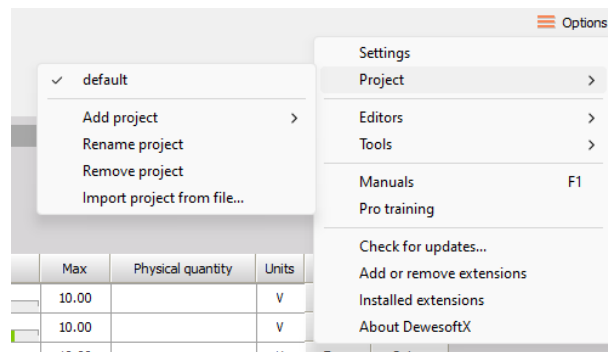 Options
Settings
Project
Editors
Tools
Manuals F1
Pro training
Check for updates...
Add or remove extensions
Installed extensions
About DewesoftX
default
Add project
Rename project
Remove project
Import project from file...
Max Physical quantity Units
10.00 V
10.00 V